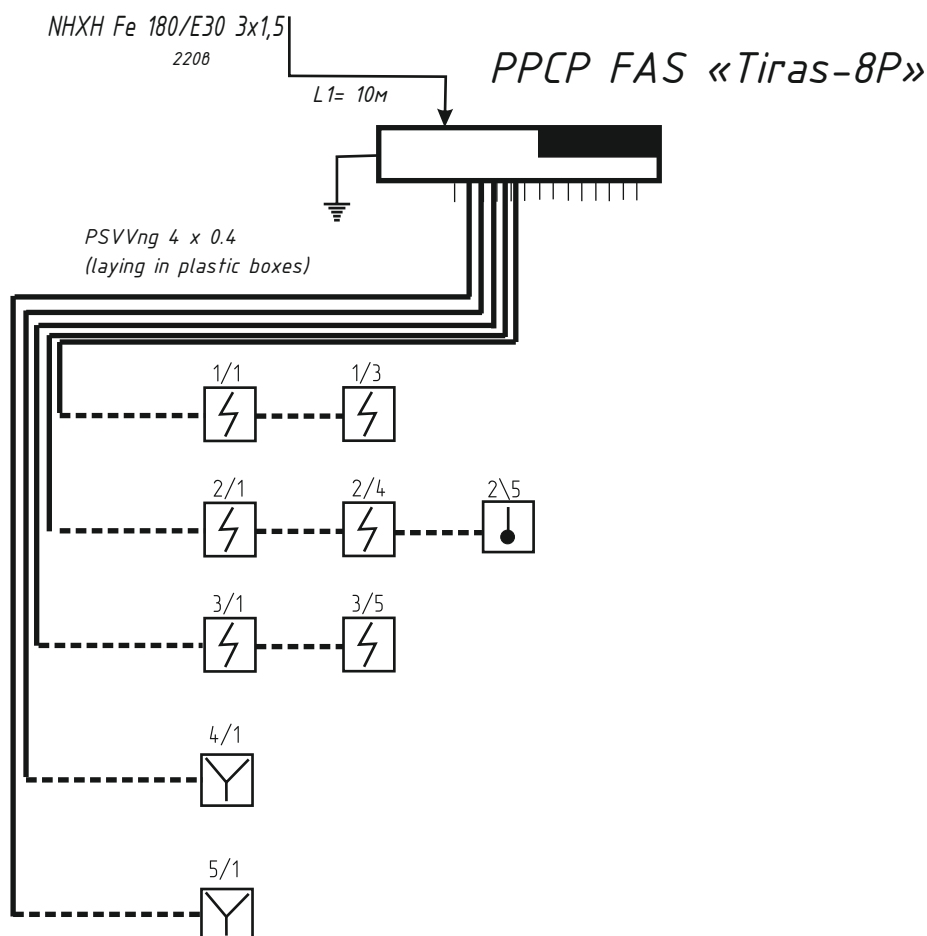 NHXH Fe 180/E30 3x1,5
220в
L1= 10м
PPCP FAS «Tiras-8P»
PSVVng 4 x 0.4
(laying in plastic boxes)
1/1 1/3
2/1 2/4 2\5
3/1 3/5
4/1
5/1